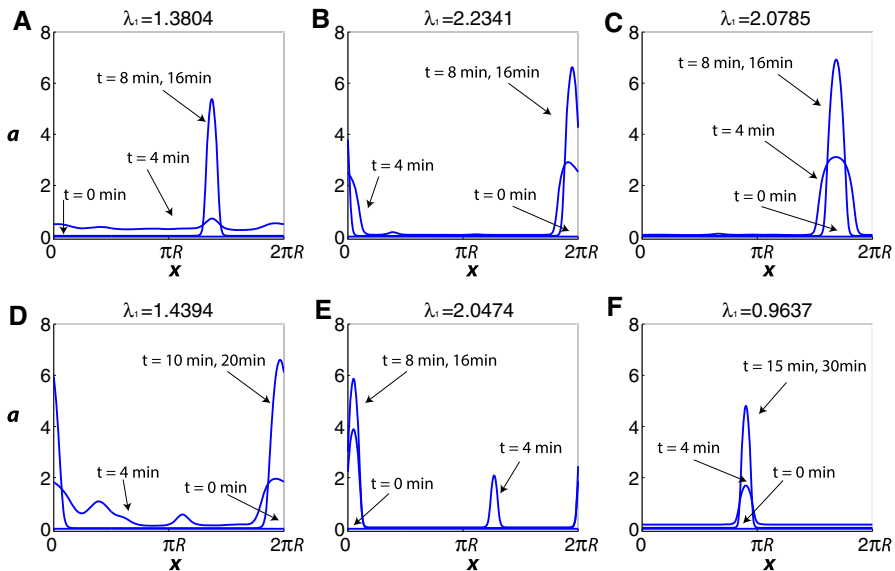 A
λ₁=1.3804
8
6
4
2
0
a
t = 8 min, 16min
t = 4 min
t = 0 min
0
πR
2πR
x
B
λ₁=2.2341
8
6
4
2
0
t = 8 min, 16min
t = 4 min
t = 0 min
0
πR
2πR
x
C
λ₁=2.0785
8
6
4
2
0
t = 8 min, 16min
t = 4 min
t = 0 min
0
πR
2πR
x
D
λ₁=1.4394
8
6
4
2
0
a
t = 10 min, 20min
t = 4 min
t = 0 min
0
πR
2πR
x
E
λ₁=2.0474
8
6
4
2
0
t = 8 min, 16min
t = 4 min
t = 0 min
0
πR
2πR
x
F
λ₁=0.9637
8
6
4
2
0
t = 15 min, 30min
t = 4 min
t = 0 min
0
πR
2πR
x